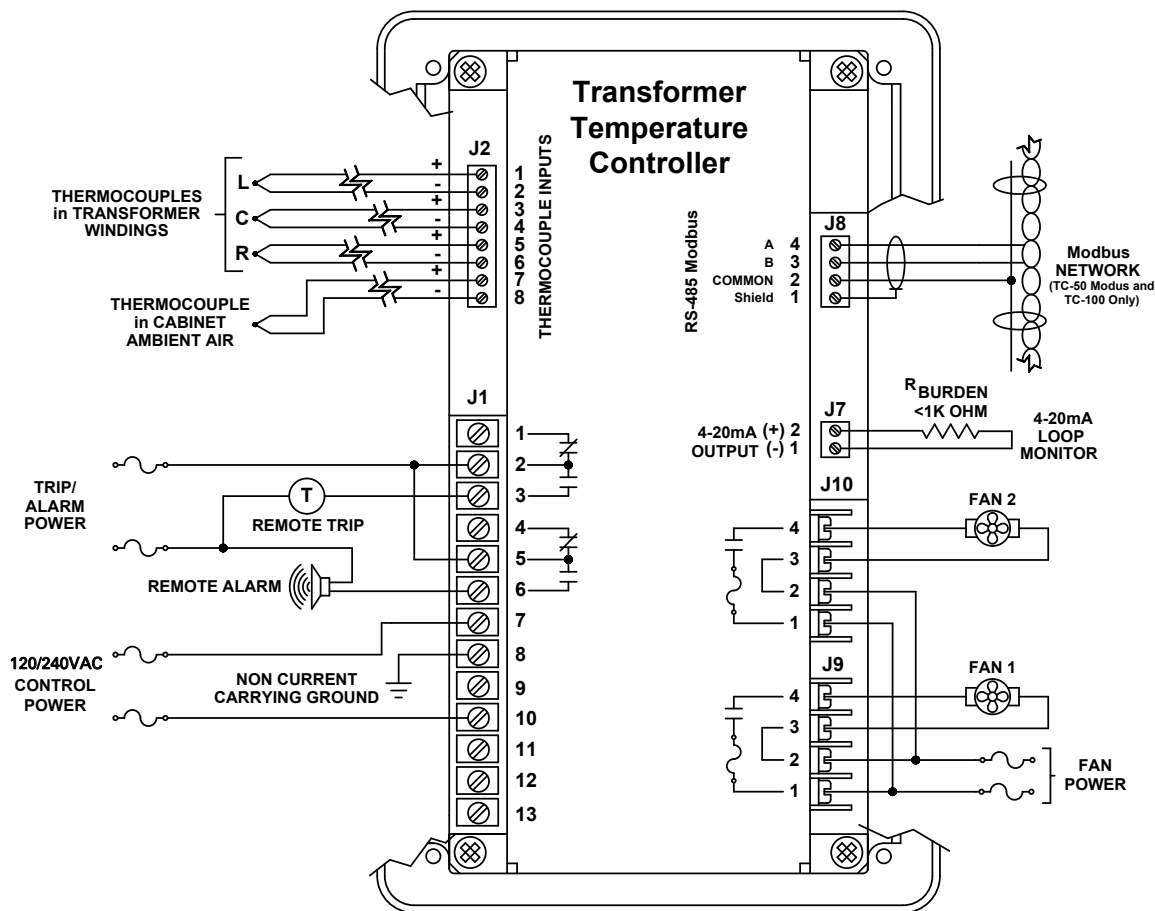 Transformer
Temperature
Controller
J2
THERMOCOUPLE INPUTS
THERMOCOUPLES
in TRANSFORMER
WINDINGS
L
C
R
+
-
+
-
+
-
+
-
1
2
3
4
5
6
7
8
THERMOCOUPLE
in CABINET
AMBIENT AIR
RS-485 Modbus
J8
A 4
B 3
COMMON 2
Shield 1
Modbus
NETWORK
(TC-50 Modus and
TC-100 Only)
J1
1
2
3
4
5
6
7
8
9
10
11
12
13
TRIP/
ALARM
POWER
T
REMOTE TRIP
REMOTE ALARM
120/240VAC
CONTROL
POWER
NON CURRENT
CARRYING GROUND
J7
4-20mA (+) 2
OUTPUT (-) 1
R BURDEN
<1K OHM
4-20mA
LOOP
MONITOR
J10
4
3
2
1
FAN 2
J9
4
3
2
1
FAN 1
FAN
POWER